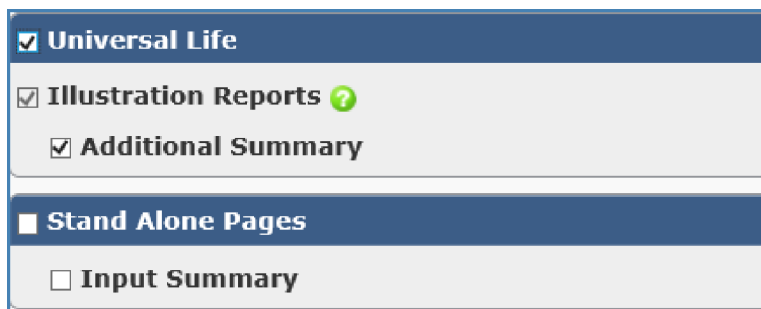 Universal Life
Illustration Reports ?
Additional Summary
Stand Alone Pages
Input Summary